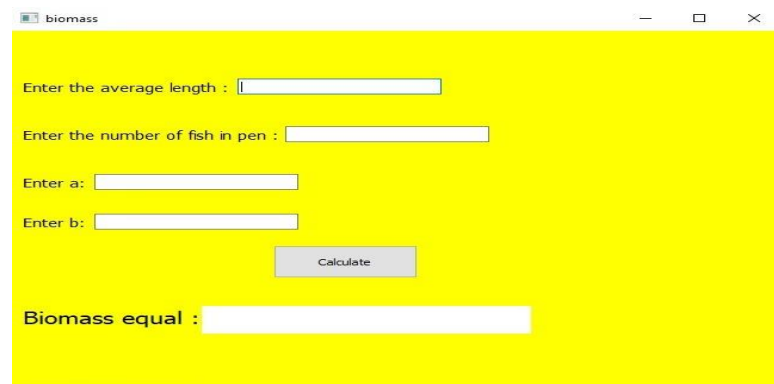 biomass
Enter the average length :
Enter the number of fish in pen :
Enter a:
Enter b:
Calculate
Biomass equal :